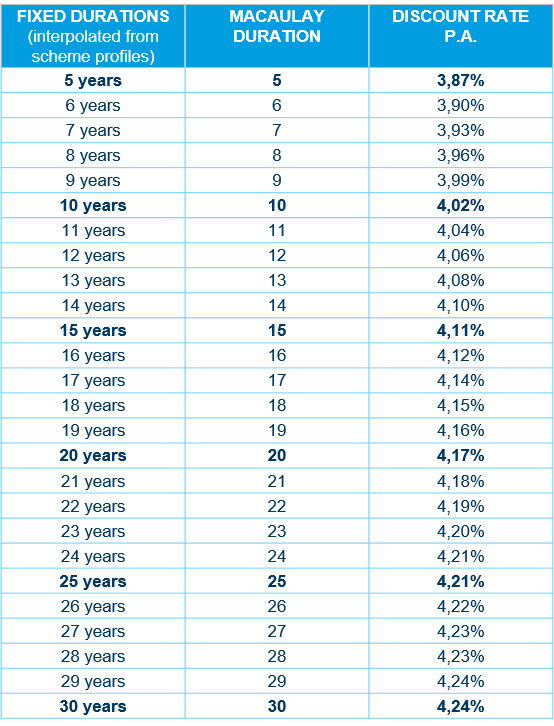 FIXED DURATIONS MACAULAY DISCOUNT RATE
(interpolated from DURATION P.A.
scheme profiles)
5 years 5 3,87%
6 years 6 3,90%
7 years 7 3,93%
8 years 8 3,96%
9 years 9 3,99%
10 years 10 4,02%
11 years 11 4,04%
12 years 12 4,06%
13 years 13 4,08%
14 years 14 4,10%
15 years 15 4,11%
16 years 16 4,12%
17 years 17 4,14%
18 years 18 4,15%
19 years 19 4,16%
20 years 20 4,17%
21 years 21 4,18%
22 years 22 4,19%
23 years 23 4,20%
24 years 24 4,21%
25 years 25 4,21%
26 years 26 4,22%
27 years 27 4,23%
28 years 28 4,23%
29 years 29 4,24%
30 years 30 4,24%